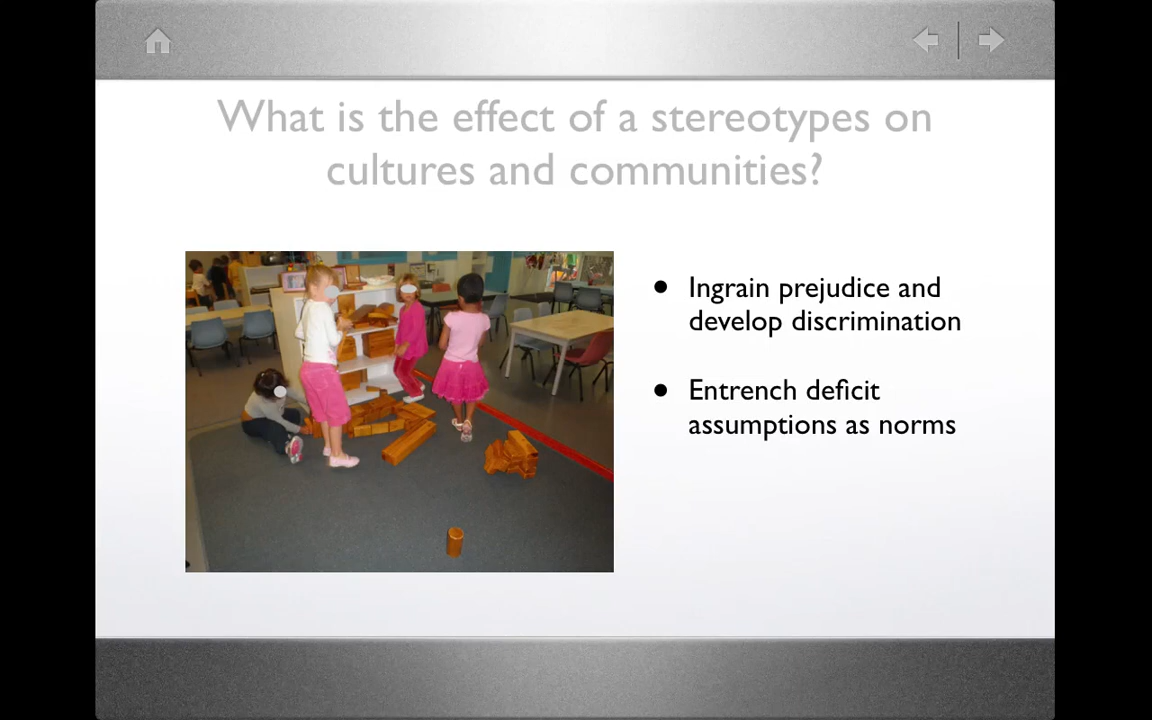 What is the effect of a stereotypes on
cultures and communities?
• Ingrain prejudice and
develop discrimination
• Entrench deficit
assumptions as norms